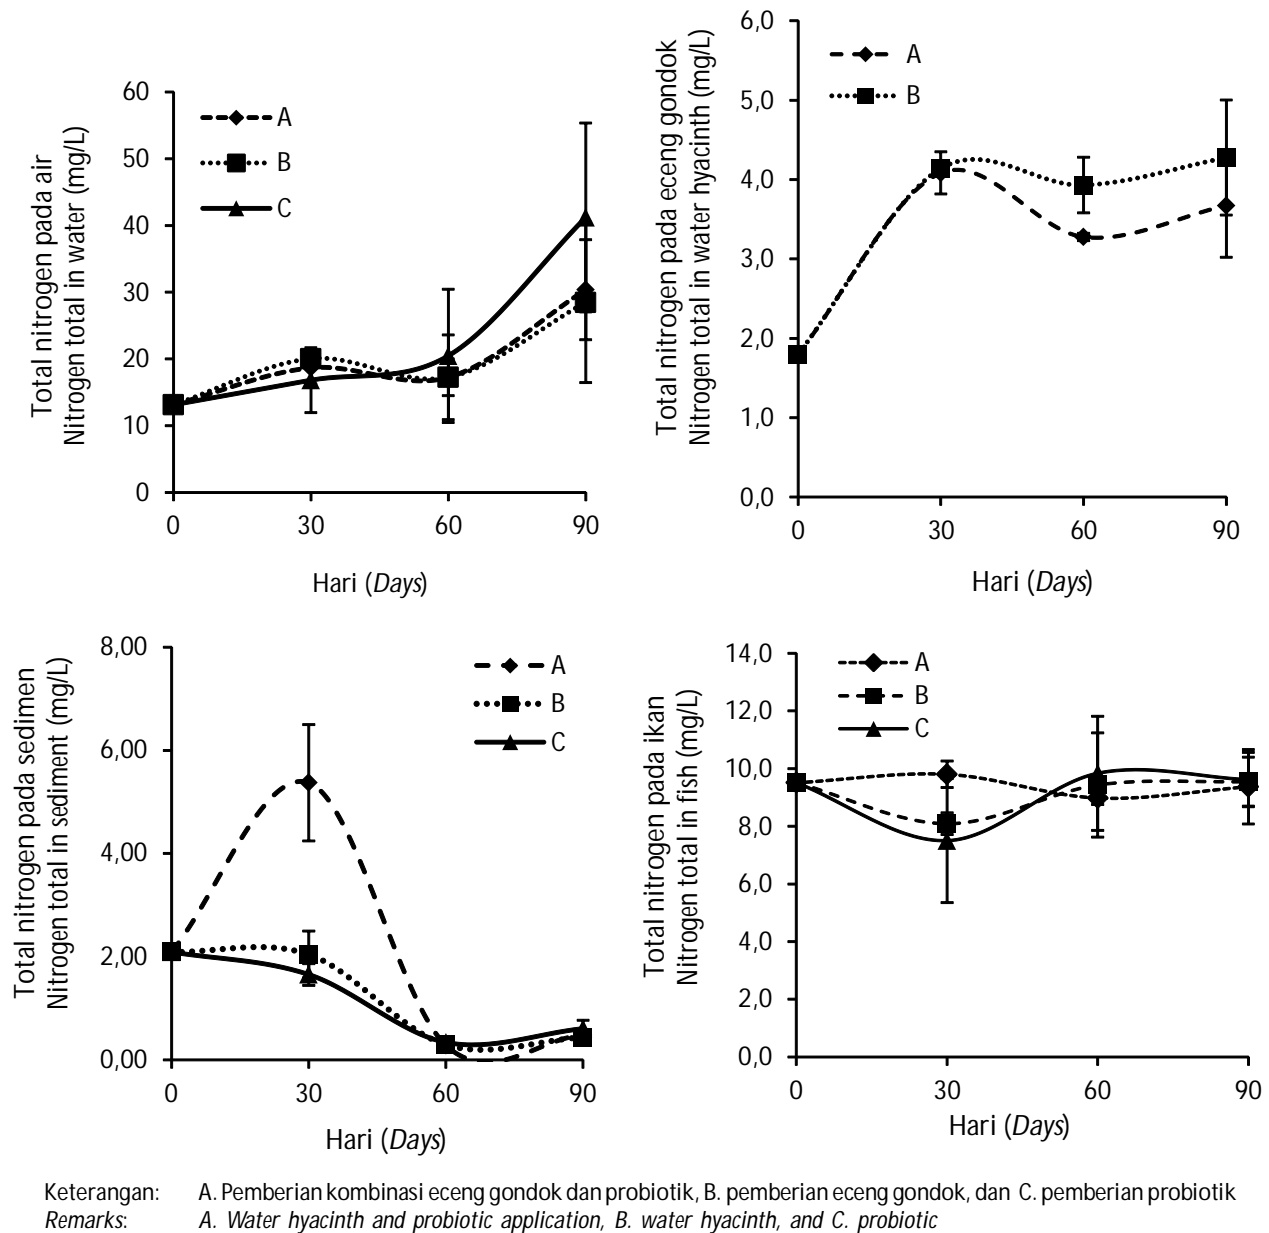 Total nitrogen pada air
Nitrogen total in water (mg/L)
60
50
40
30
20
10
0
A
B
C
0 30 60 90
Hari (Days)
Total nitrogen pada eceng gondok
Nitrogen total in water hyacinth (mg/L)
6,0
5,0
4,0
3,0
2,0
1,0
0,0
A
B
0 30 60 90
Hari (Days)
Total nitrogen pada sedimen
Nitrogen total in sediment (mg/L)
8,00
6,00
4,00
2,00
0,00
A
B
C
0 30 60 90
Hari (Days)
Total nitrogen pada ikan
Nitrogen total in fish (mg/L)
14,0
12,0
10,0
8,0
6,0
4,0
2,0
0,0
A
B
C
0 30 60 90
Hari (Days)
Keterangan: A. Pemberian kombinasi eceng gondok dan probiotik, B. pemberian eceng gondok, dan C. pemberian probiotik
Remarks: A. Water hyacinth and probiotic application, B. water hyacinth, and C. probiotic